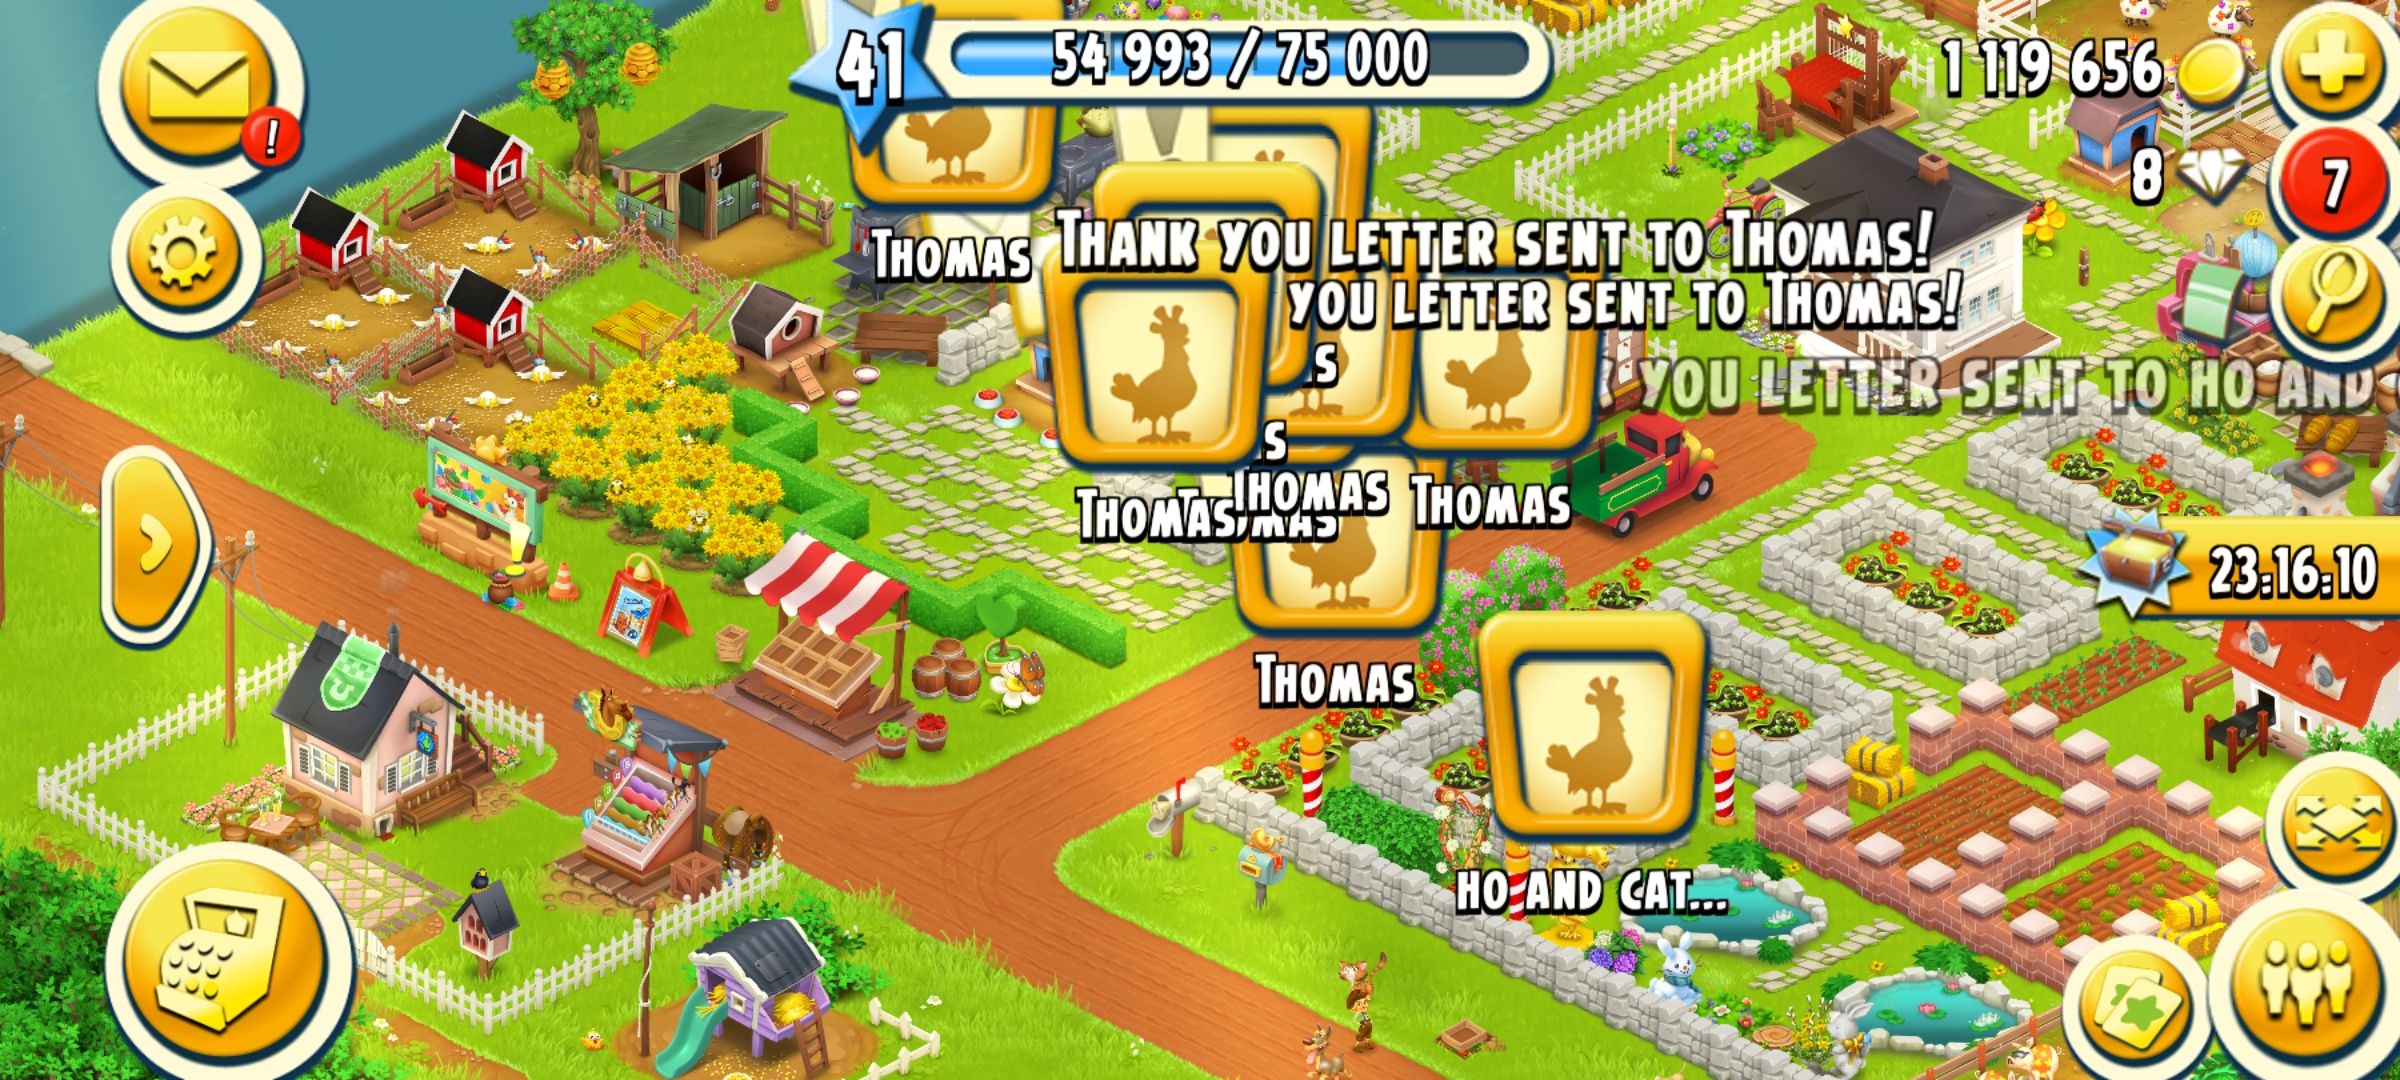 41
54 993 / 75 000
1 119 656
8
7
!
THOMAS
THANK YOU LETTER SENT TO THOMAS!
YOU LETTER SENT TO THOMAS!
YOU LETTER SENT TO HO AND
THOMAS
THOMAS
THOMAS
23:16:10
THOMAS
HO AND CAT...